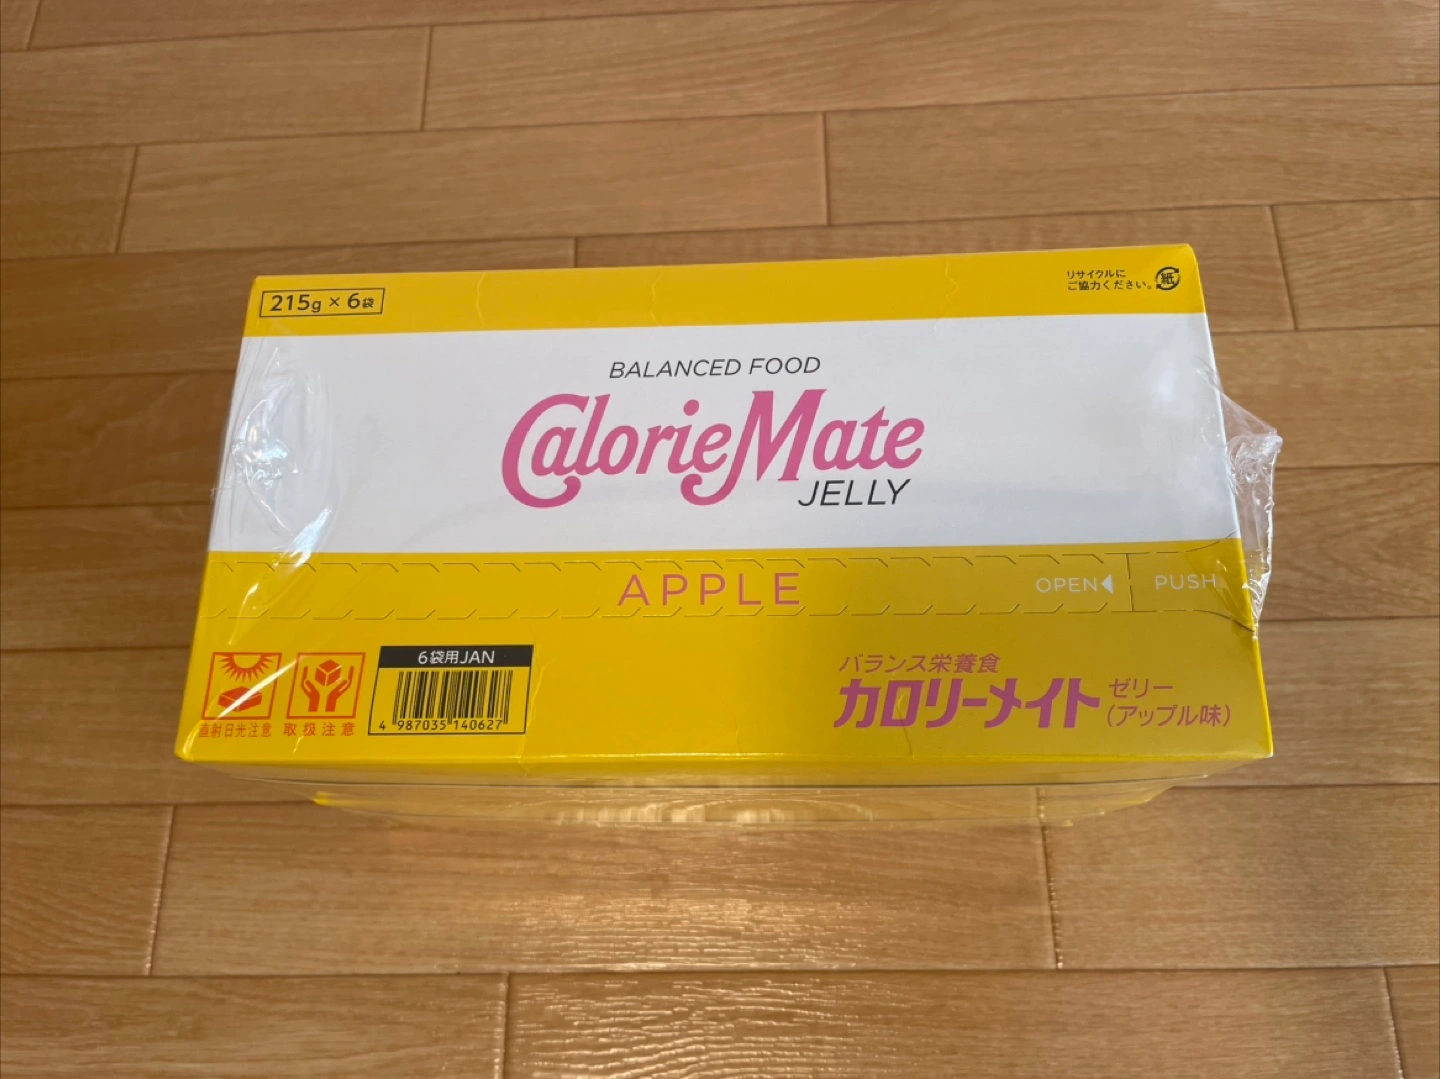 215g × 6袋
リサイクルに
ご協力ください。 紙
BALANCED FOOD
CalorieMate
JELLY
APPLE
OPEN◀ PUSH
6袋用JAN
4 987035 140627
直射日光注意 取扱注意
バランス栄養食
カロリーメイト ゼリー
(アップル味)